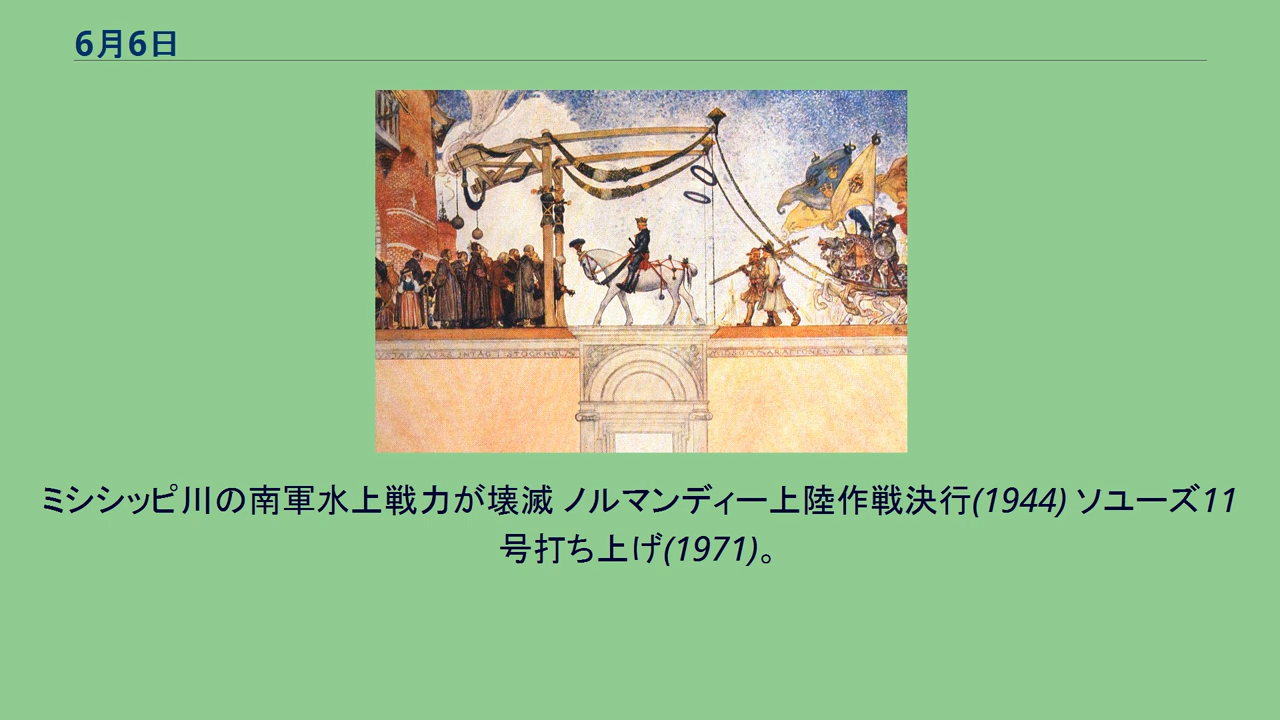 6月6日
INTÅG I STOCKHOLM
ミシシッピ川の南軍水上戦力が壊滅 ノルマンディー上陸作戦決行(1944) ソユーズ11
号打ち上げ(1971)。